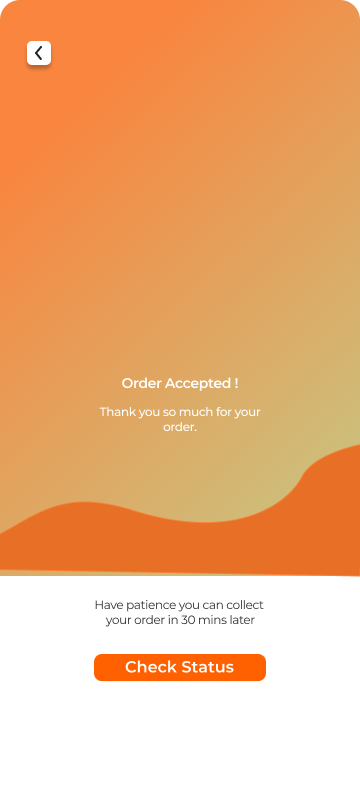 Order Accepted !
Thank you so much for your
order.
Have patience you can collect
your order in 30 mins later
Check Status